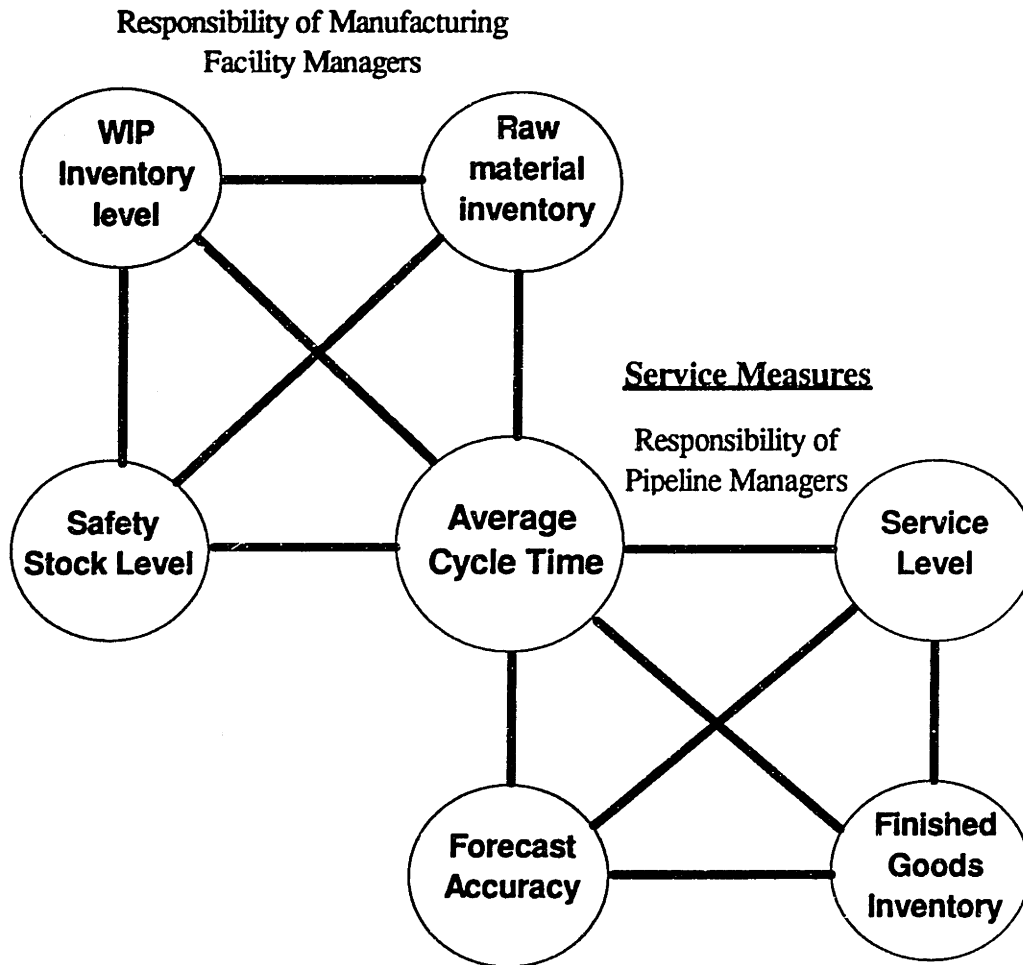 Responsibility of Manufacturing
Facility Managers
WIP
Inventory
level
Raw
material
inventory
Service Measures
Responsibility of
Pipeline Managers
Safety
Stock Level
Average
Cycle Time
Service
Level
Forecast
Accuracy
Finished
Goods
Inventory